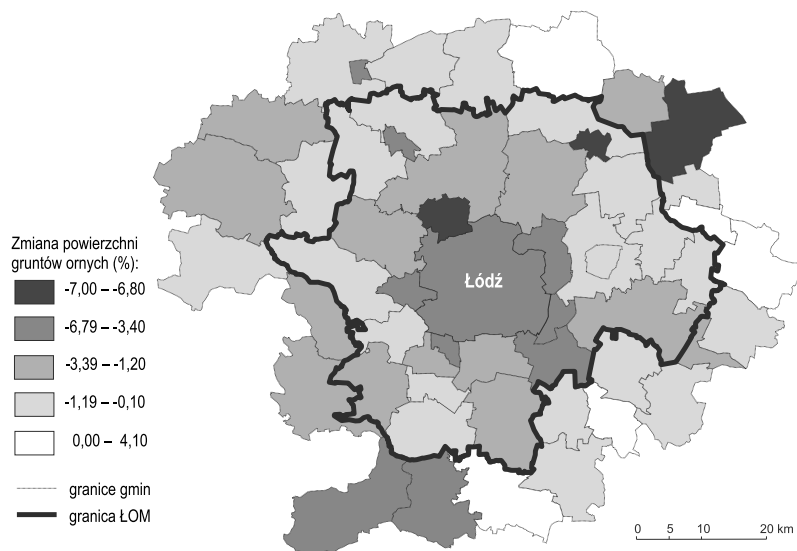 Łódź
Zmiana powierzchni
gruntów ornych (%):
-7,00 – -6,80
-6,79 – -3,40
-3,39 – -1,20
-1,19 – -0,10
0,00 – 4,10
granice gmin
granica ŁOM
0 5 10 20 km